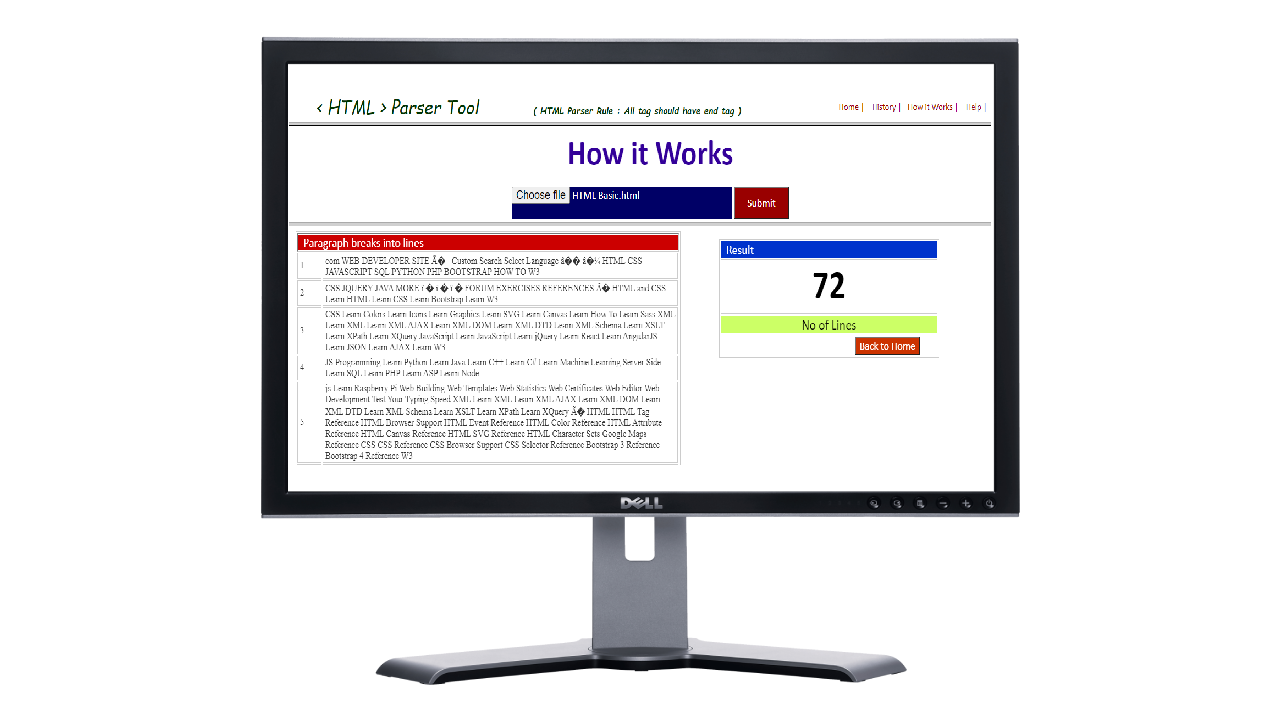 < HTML > Parser Tool
( HTML Parser Rule : All tag should have end tag )
Home | History | How it Works | Help |
How it Works
Choose file HTML Basic.html
Submit
Paragraph breaks into lines
1 com WEB DEVELOPER SITE Â� Custom Search Select Language â�� â�¼ HTML CSS
JAVASCRIPT SQL PYTHON PHP BOOTSTRAP HOW TO W3
2 CSS JQUERY JAVA MORE ï � ï � ï � FORUM EXERCISES REFERENCES Â� HTML and CSS
Learn HTML Learn CSS Learn Bootstrap Learn W3
3 CSS Learn Colors Learn Icons Learn Graphics Learn SVG Learn Canvas Learn How To Learn Sass XML
Learn XML Learn XML AJAX Learn XML DOM Learn XML DTD Learn XML Schema Learn XSLT
Learn XPath Learn XQuery JavaScript Learn JavaScript Learn jQuery Learn React Learn AngularJS
Learn JSON Learn AJAX Learn W3
4 JS Programming Learn Python Learn Java Learn C++ Learn C# Learn Machine Learning Server Side
Learn SQL Learn PHP Learn ASP Learn Node
5 js Learn Raspberry Pi Web Building Web Templates Web Statistics Web Certificates Web Editor Web
Development Test Your Typing Speed XML Learn XML Learn XML AJAX Learn XML DOM Learn
XML DTD Learn XML Schema Learn XSLT Learn XPath Learn XQuery Â� HTML HTML Tag
Reference HTML Browser Support HTML Event Reference HTML Color Reference HTML Attribute
Reference HTML Canvas Reference HTML SVG Reference HTML Character Sets Google Maps
Reference CSS CSS Reference CSS Browser Support CSS Selector Reference Bootstrap 3 Reference
Bootstrap 4 Reference W3
Result
72
No of Lines
Back to Home
DELL